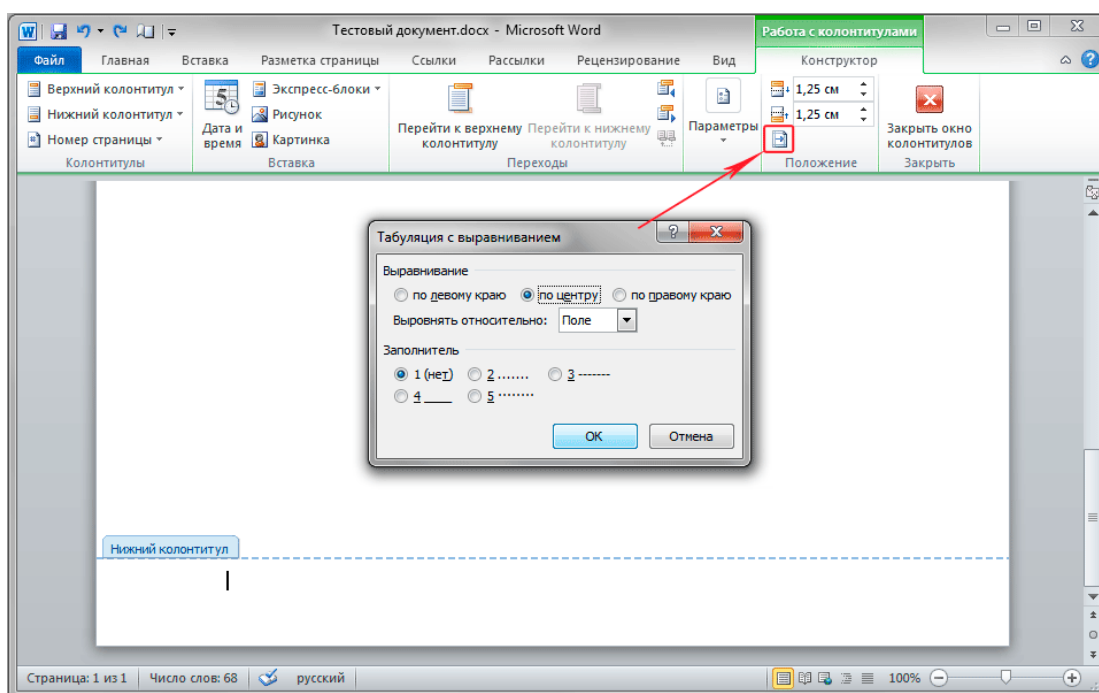 Тестовый документ.docx - Microsoft Word
Работа с колонтитулами
Файл Главная Вставка Разметка страницы Ссылки Рассылки Рецензирование Вид Конструктор
Верхний колонтитул
Нижний колонтитул
Номер страницы
Колонтитулы
5
Дата и
время
Экспресс-блоки
Рисунок
Картинка
Вставка
Перейти к верхнему
колонтитулу
Перейти к нижнему
колонтитулу
Переходы
Параметры
1,25 см
1,25 см
Положение
Закрыть окно
колонтитулов
Закрыть
Табуляция с выравниванием
Выравнивание
по левому краю по центру по правому краю
Выровнять относительно: Поле
Заполнитель
1 (нет) 2 ....... 3 -------
4 ___ 5 ········
ОК Отмена
Нижний колонтитул
Страница: 1 из 1 Число слов: 68 русский 100%